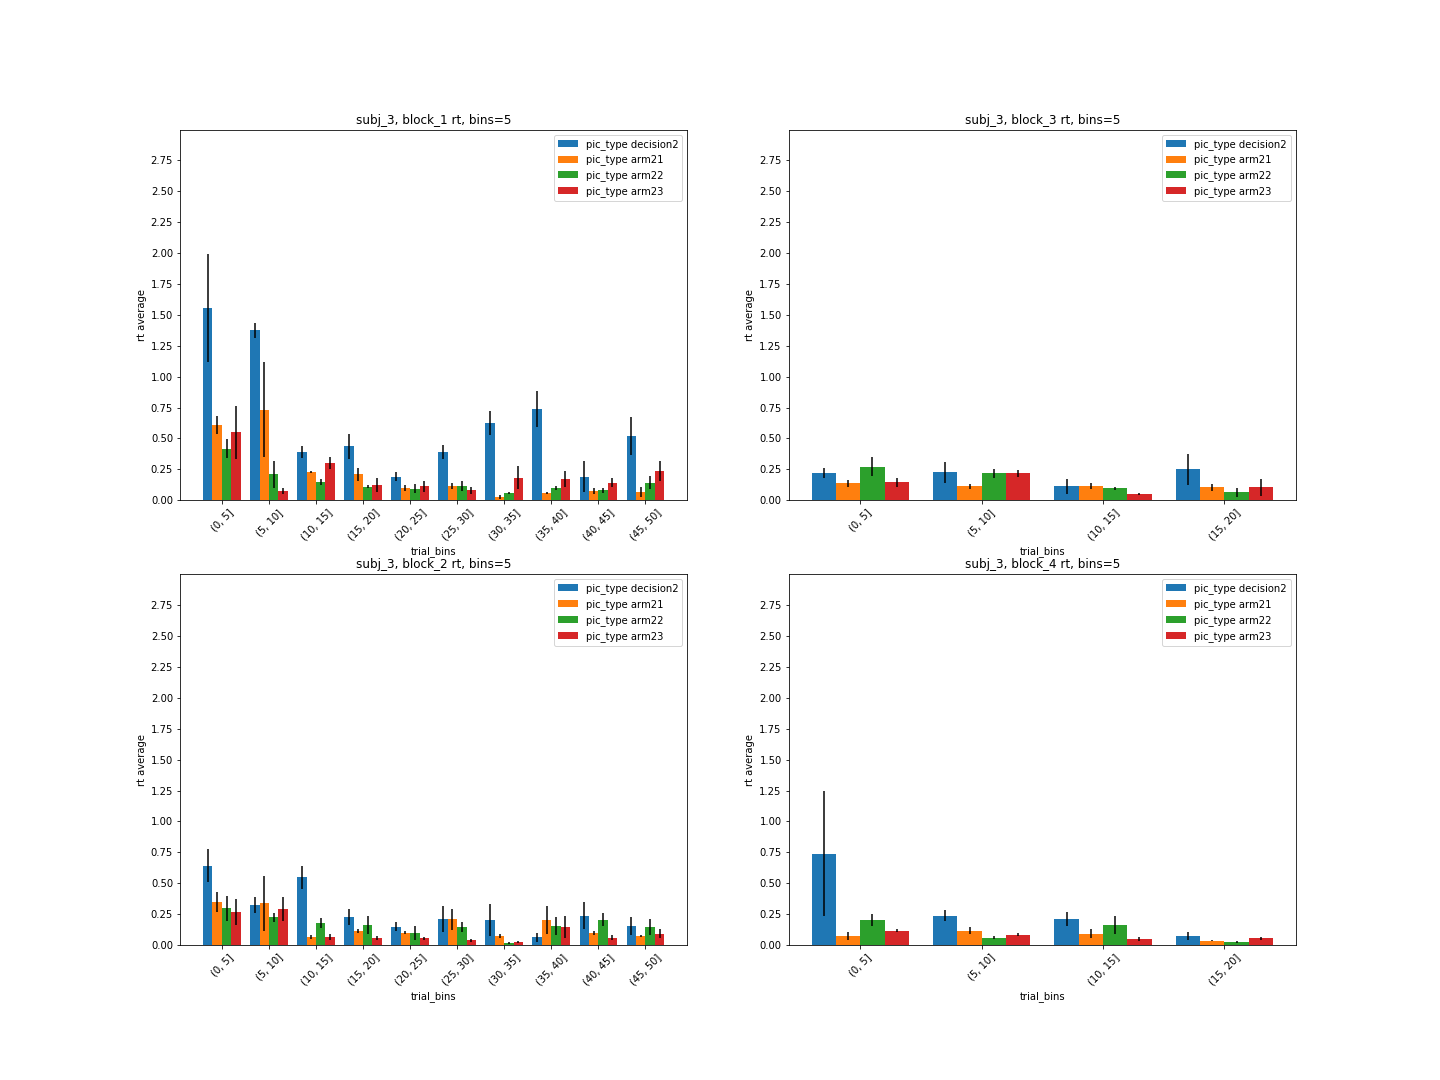 subj_3, block_1 rt, bins=5
pic_type decision2
pic_type arm21
pic_type arm22
pic_type arm23
2.75
2.50
2.25
2.00
1.75
1.50
1.25
1.00
0.75
0.50
0.25
0.00
rt average
(0, 5]
(5, 10]
(10, 15]
(15, 20]
(20, 25]
(25, 30]
(30, 35]
(35, 40]
(40, 45]
(45, 50]
trial_bins
subj_3, block_3 rt, bins=5
pic_type decision2
pic_type arm21
pic_type arm22
pic_type arm23
2.75
2.50
2.25
2.00
1.75
1.50
1.25
1.00
0.75
0.50
0.25
0.00
rt average
(0, 5]
(5, 10]
(10, 15]
(15, 20]
trial_bins
subj_3, block_2 rt, bins=5
pic_type decision2
pic_type arm21
pic_type arm22
pic_type arm23
2.75
2.50
2.25
2.00
1.75
1.50
1.25
1.00
0.75
0.50
0.25
0.00
rt average
(0, 5]
(5, 10]
(10, 15]
(15, 20]
(20, 25]
(25, 30]
(30, 35]
(35, 40]
(40, 45]
(45, 50]
trial_bins
subj_3, block_4 rt, bins=5
pic_type decision2
pic_type arm21
pic_type arm22
pic_type arm23
2.75
2.50
2.25
2.00
1.75
1.50
1.25
1.00
0.75
0.50
0.25
0.00
rt average
(0, 5]
(5, 10]
(10, 15]
(15, 20]
trial_bins